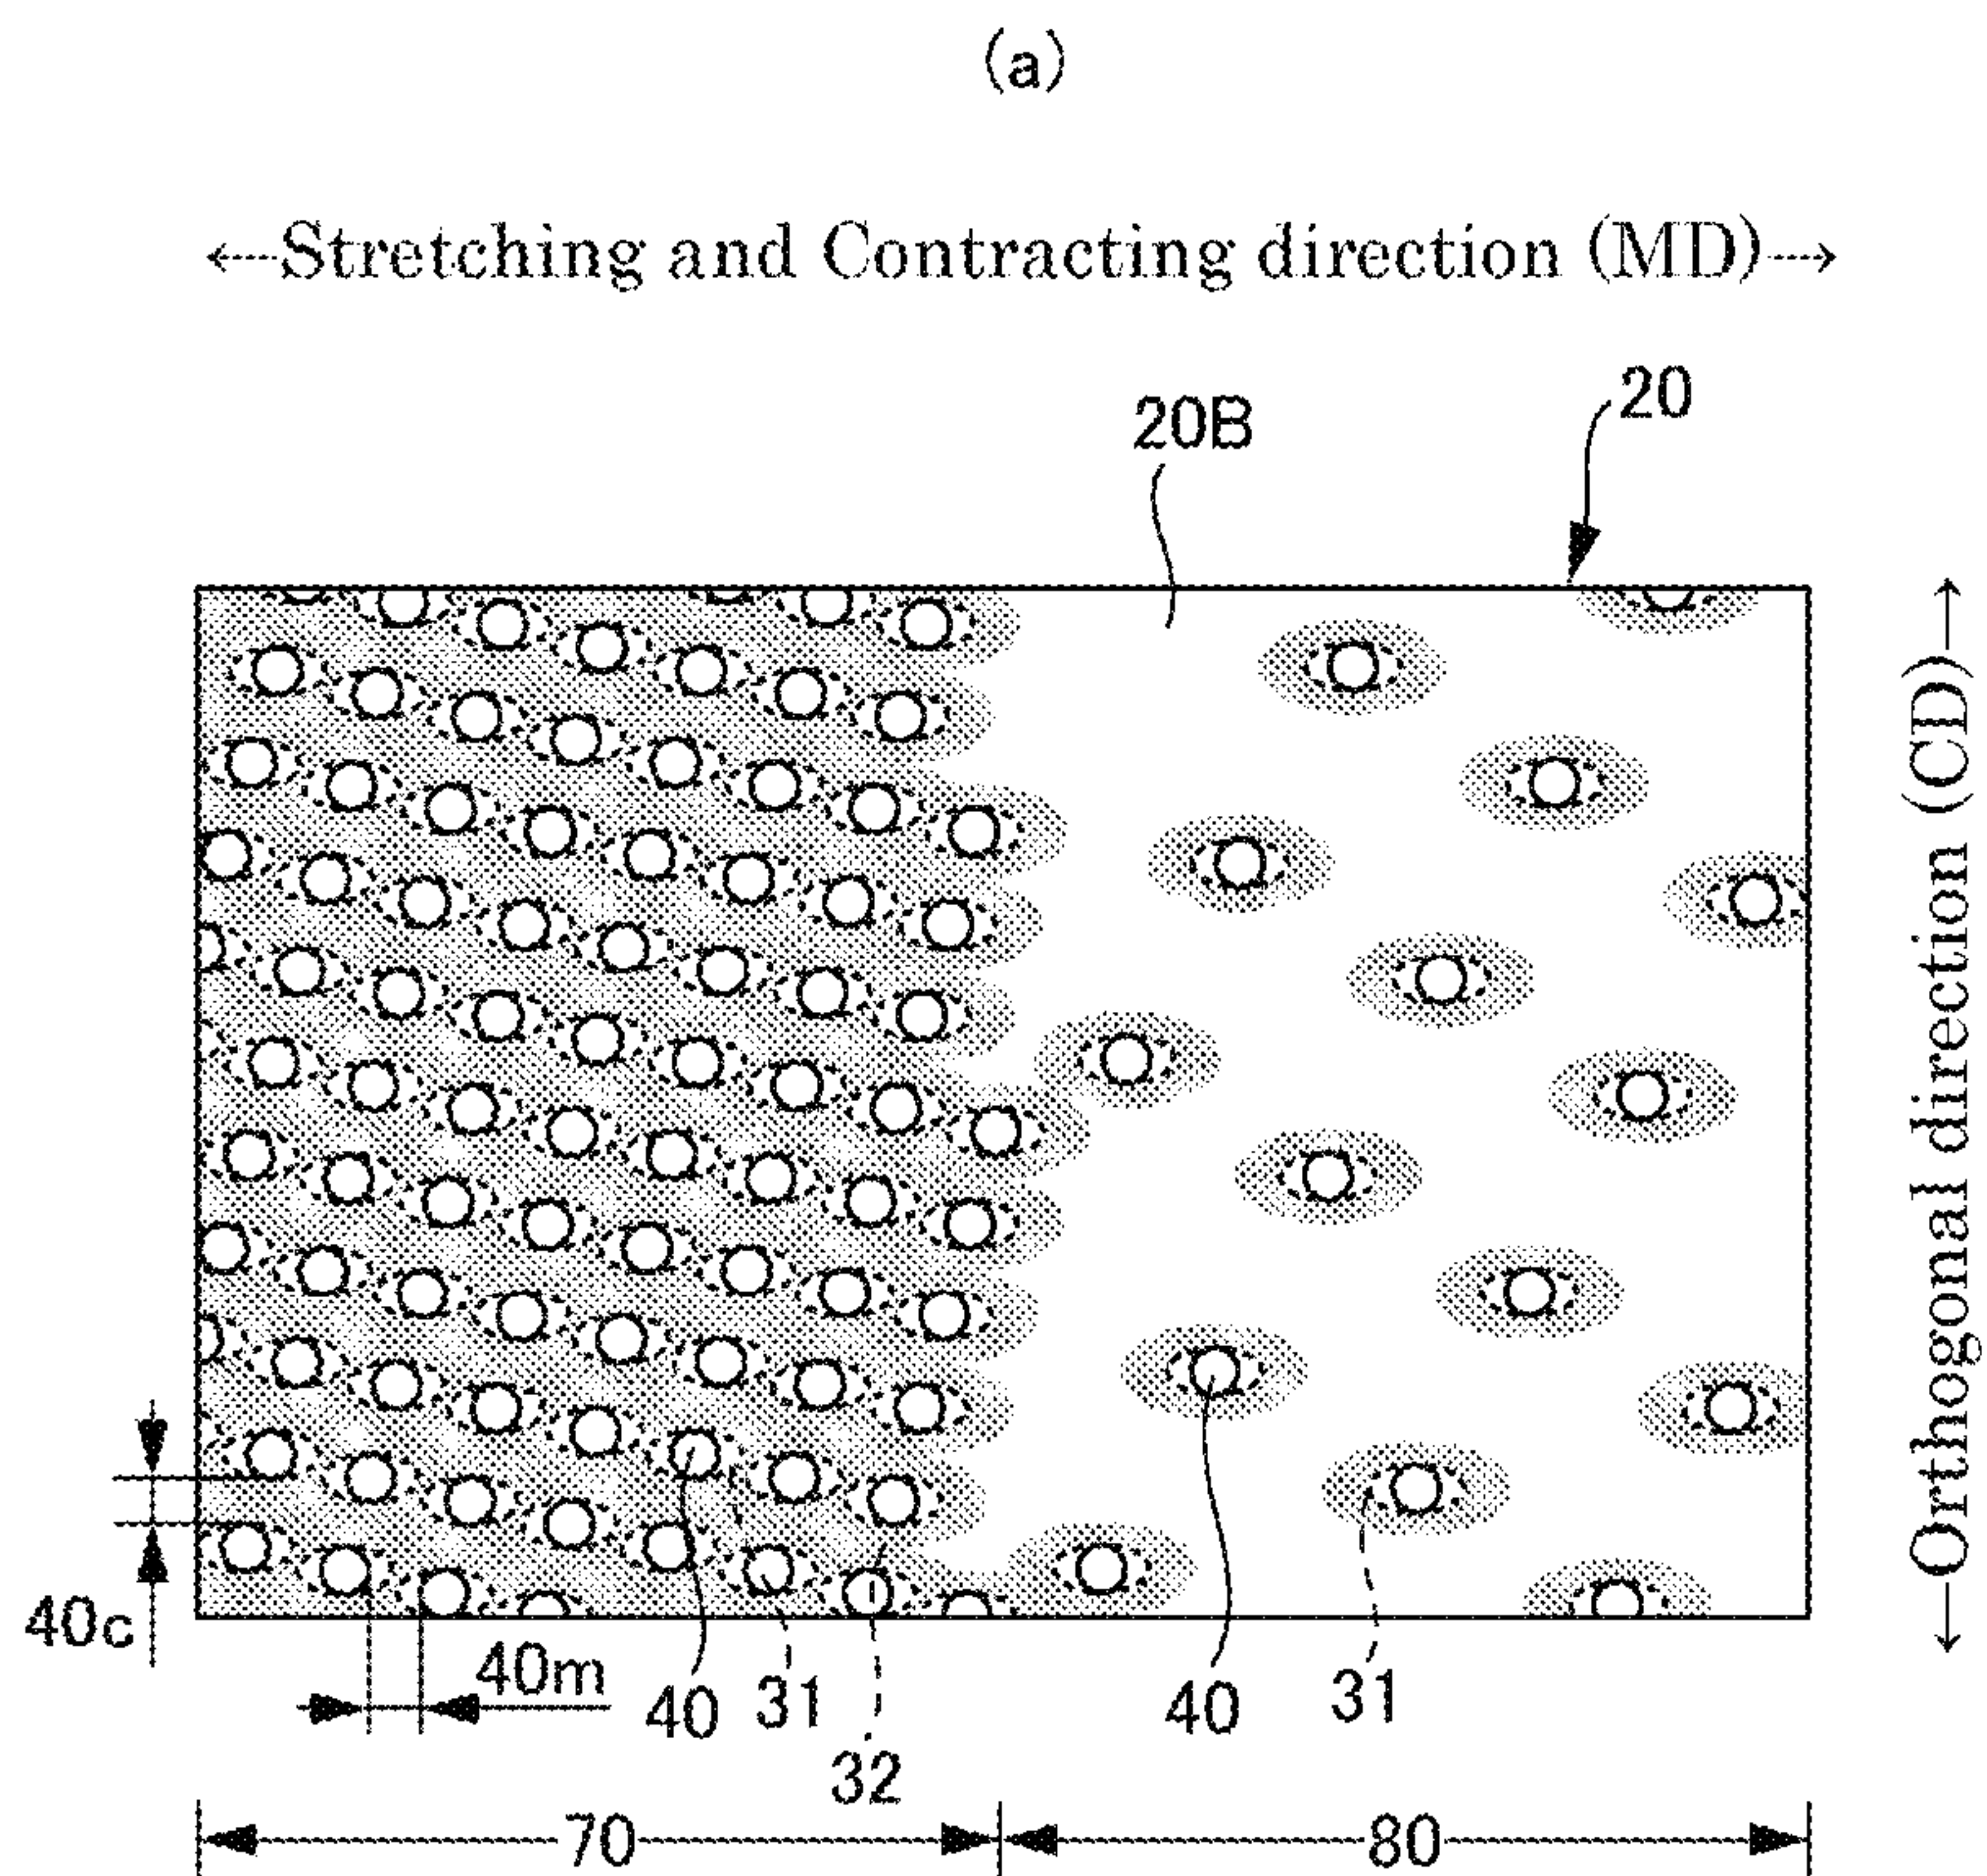 (a)
←---Stretching and Contracting direction (MD)---→
20
20B
←—Orthogonal direction (CD)—→
40c
40m
40
31
32
40
31
70
80